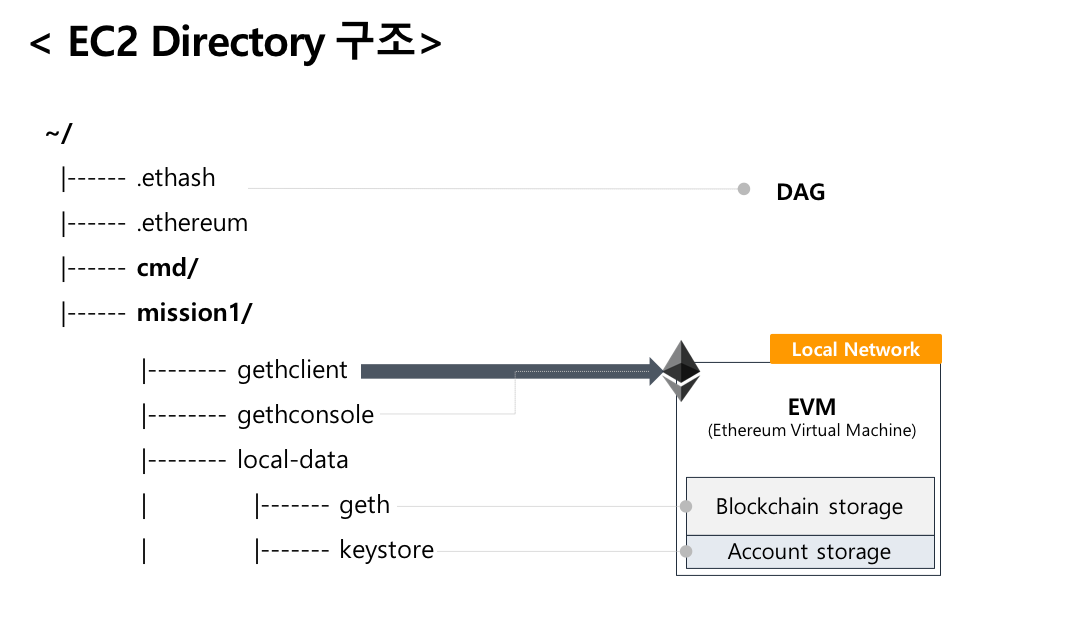 < EC2 Directory 구조>
~/
|------ .ethash
DAG
|------ .ethereum
|------ cmd/
|------ mission1/
Local Network
|-------- gethclient
|-------- gethconsole
EVM
(Ethereum Virtual Machine)
|-------- local-data
| |------- geth
Blockchain storage
| |------- keystore
Account storage